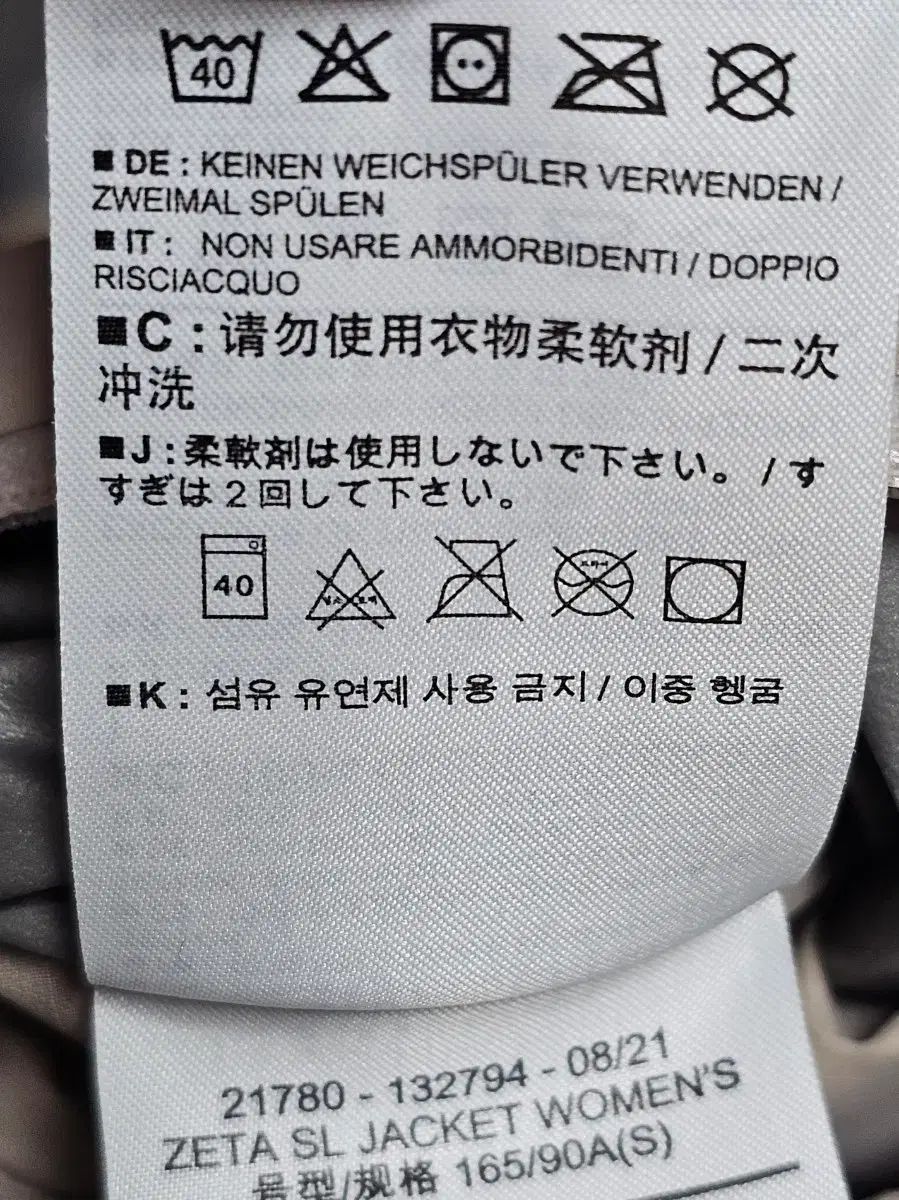 40
■ DE : KEINEN WEICHSPÜLER VERWENDEN /
ZWEIMAL SPÜLEN
■ IT : NON USARE AMMORBIDENTI / DOPPIO
RISCIACQUO
■ C : 请勿使用衣物柔软剂 / 二次
冲洗
■ J : 柔軟剤は使用しないで下さい。 / す
すぎは 2 回して下さい。
40
드라이
■ K : 섬유 유연제 사용 금지 / 이중 헹굼
21780 - 132794 - 08/21
ZETA SL JACKET WOMEN'S
号型/规格 165/90A(S)